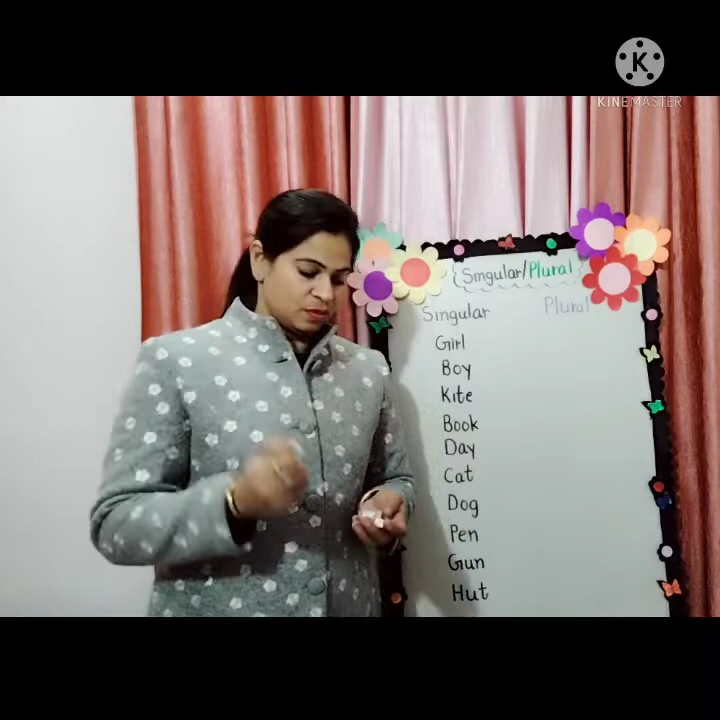 K
KINEMASTER
Singular/Plural
Singular Plural
Girl
Boy
Kite
Book
Day
Cat
Dog
Pen
Gun
Hut